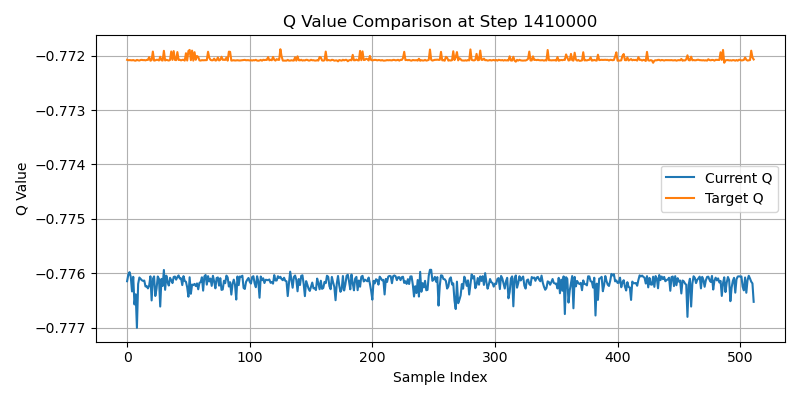 Q Value Comparison at Step 1410000
Q Value
−0.772
−0.773
−0.774
−0.775
−0.776
−0.777
Current Q
Target Q
0
100
200
300
400
500
Sample Index